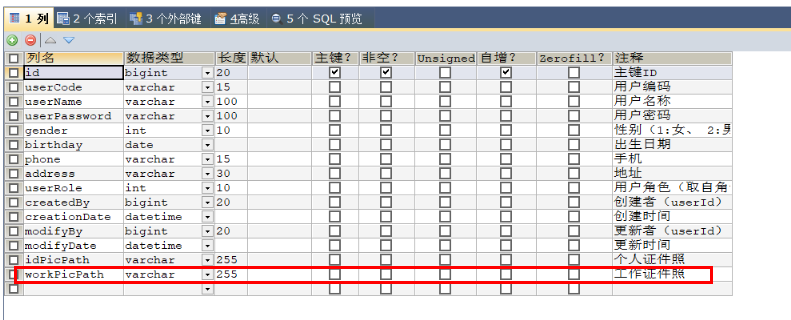 1 列 2 个索引 3 个外部键 4高级 5 个 SQL 预览
列名 数据类型 长度 默认 主键? 非空? Unsigned 自增? Zerofill? 注释
id bigint 20 主键ID
userCode varchar 15 用户编码
userName varchar 100 用户名称
userPassword varchar 100 用户密码
gender int 10 性别（1:女、 2:男
birthday date 出生日期
phone varchar 15 手机
address varchar 30 地址
userRole int 10 用户角色（取自角
createdBy bigint 20 创建者（userId）
creationDate datetime 创建时间
modifyBy bigint 20 更新者（userId）
modifyDate datetime 更新时间
idPicPath varchar 255 个人证件照
workPicPath varchar 255 工作证件照